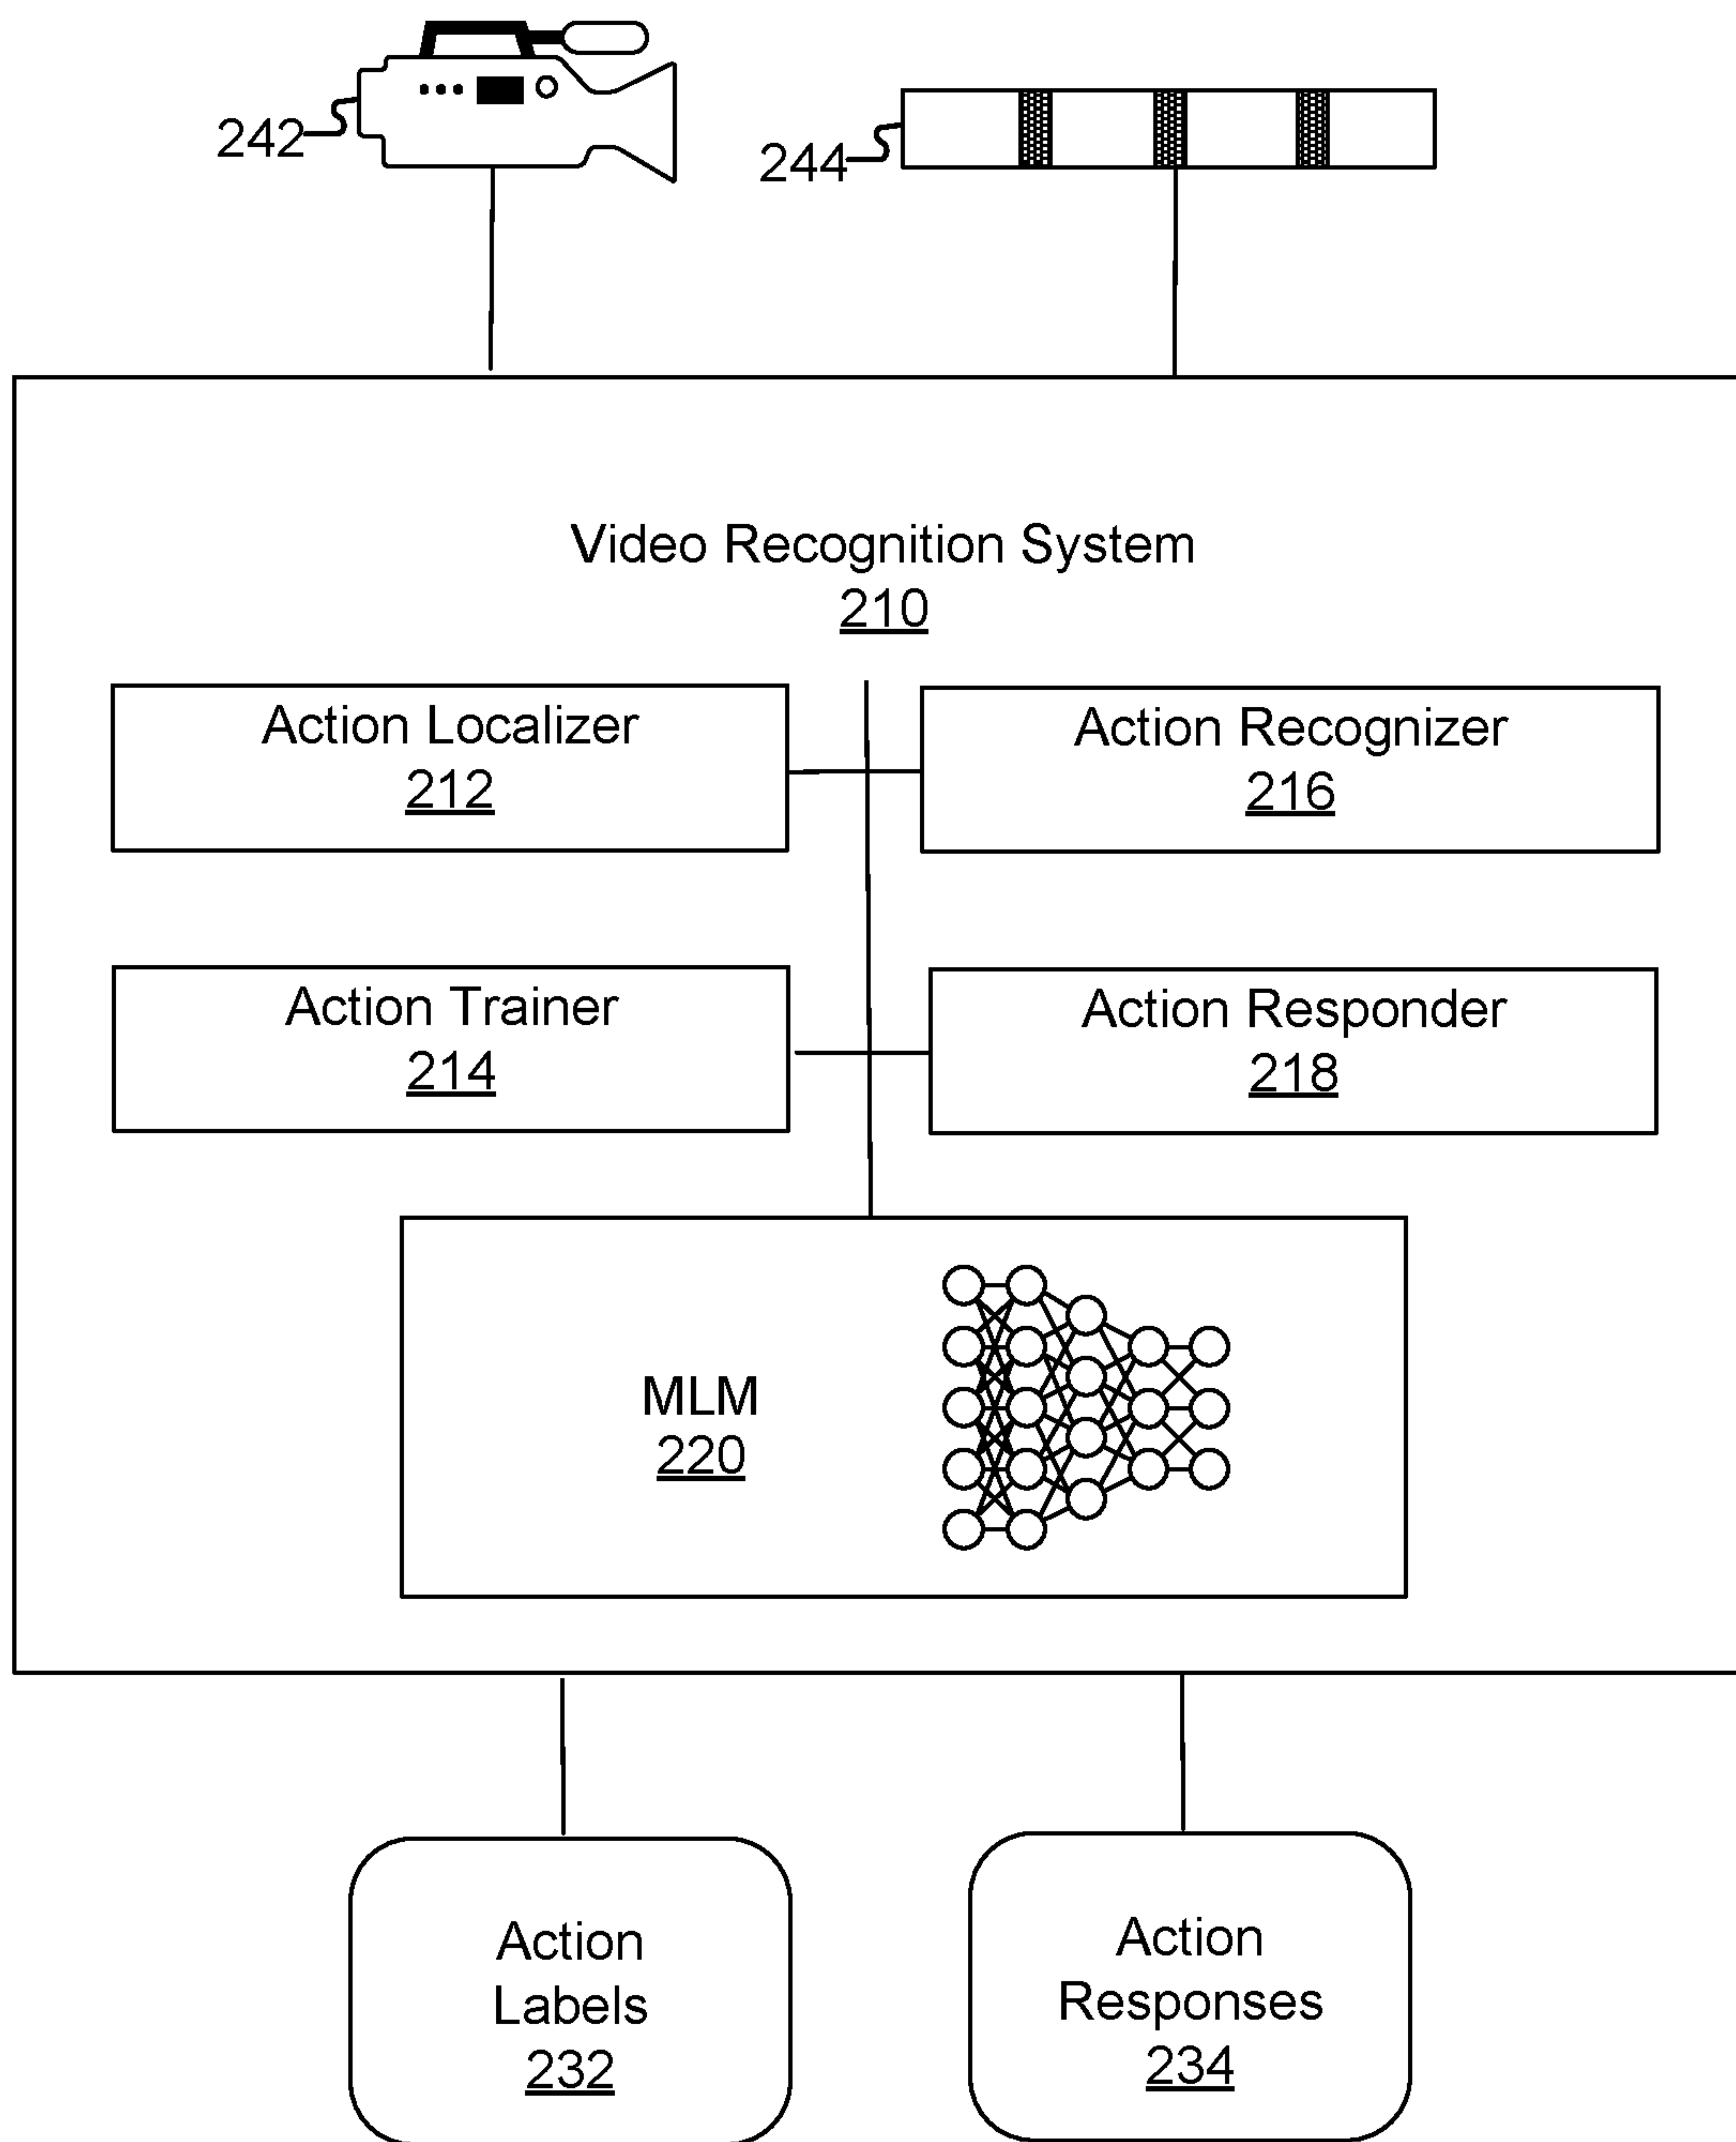 242
244
Video Recognition System
210
Action Localizer
212
Action Recognizer
216
Action Trainer
214
Action Responder
218
MLM
220
Action
Labels
232
Action
Responses
234